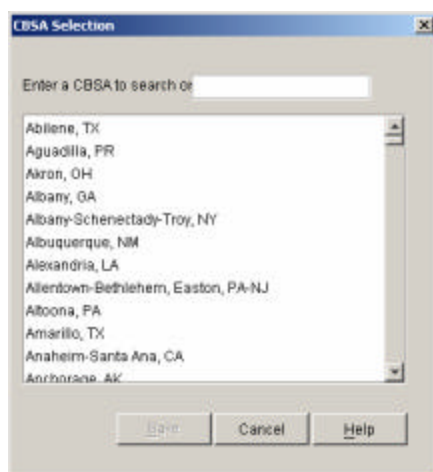 CBSA Selection
Enter a CBSA to search or
Abilene, TX
Aguadilla, PR
Akron, OH
Albany, GA
Albany-Schenectady-Troy, NY
Albuquerque, NM
Alexandria, LA
Allentown-Bethlehem, Easton, PA-NJ
Altoona, PA
Amarillo, TX
Anaheim-Santa Ana, CA
Anchorage, AK
Cancel Help